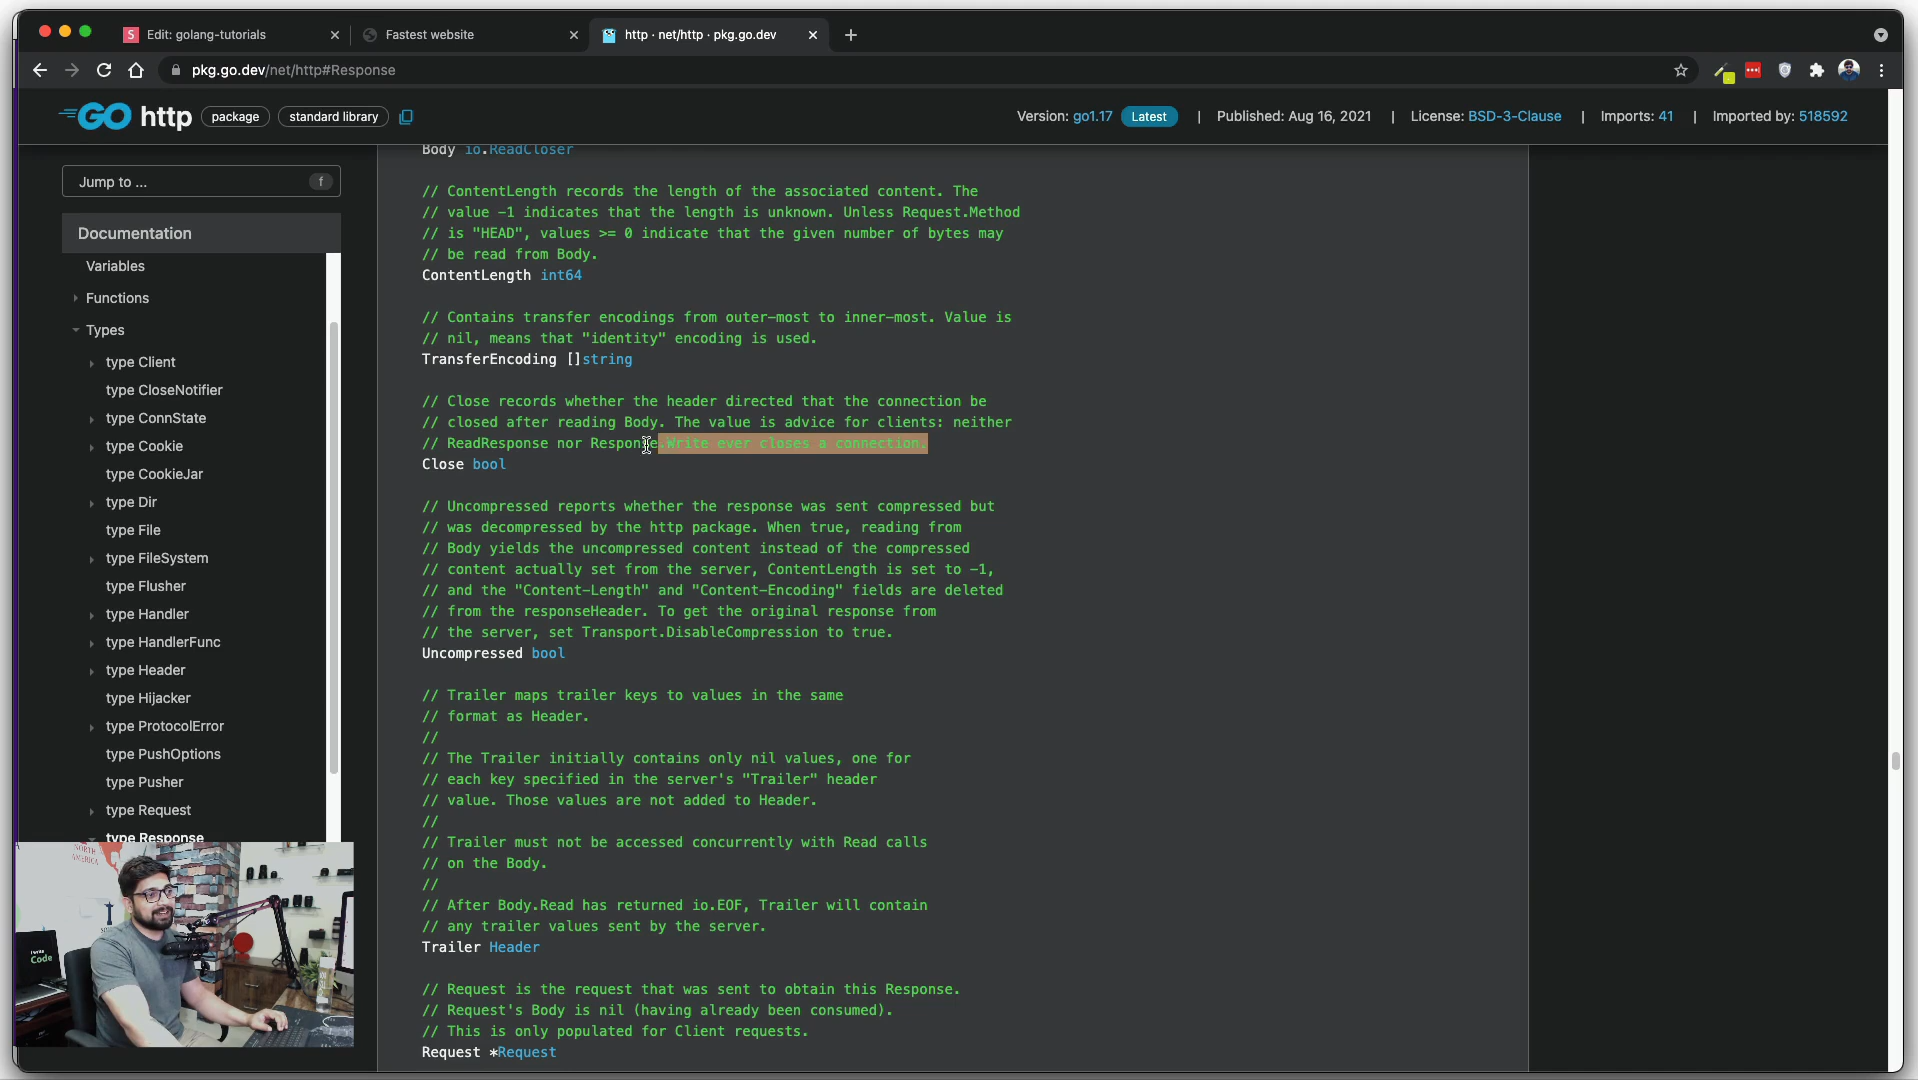 Edit: golang-tutorials
Fastest website
http · net/http · pkg.go.dev
pkg.go.dev/net/http#Response
GO http package standard library
Version: go1.17 Latest | Published: Aug 16, 2021 | License: BSD-3-Clause | Imports: 41 | Imported by: 518592
Jump to ... f
Documentation
Variables
Functions
Types
type Client
type CloseNotifier
type ConnState
type Cookie
type CookieJar
type Dir
type File
type FileSystem
type Flusher
type Handler
type HandlerFunc
type Header
type Hijacker
type ProtocolError
type PushOptions
type Pusher
type Request
type Response
Body io.ReadCloser
// ContentLength records the length of the associated content. The
// value -1 indicates that the length is unknown. Unless Request.Method
// is "HEAD", values >= 0 indicate that the given number of bytes may
// be read from Body.
ContentLength int64
// Contains transfer encodings from outer-most to inner-most. Value is
// nil, means that "identity" encoding is used.
TransferEncoding []string
// Close records whether the header directed that the connection be
// closed after reading Body. The value is advice for clients: neither
// ReadResponse nor Response.Write ever closes a connection.
Close bool
// Uncompressed reports whether the response was sent compressed but
// was decompressed by the http package. When true, reading from
// Body yields the uncompressed content instead of the compressed
// content actually set from the server, ContentLength is set to -1,
// and the "Content-Length" and "Content-Encoding" fields are deleted
// from the responseHeader. To get the original response from
// the server, set Transport.DisableCompression to true.
Uncompressed bool
// Trailer maps trailer keys to values in the same
// format as Header.
//
// The Trailer initially contains only nil values, one for
// each key specified in the server's "Trailer" header
// value. Those values are not added to Header.
//
// Trailer must not be accessed concurrently with Read calls
// on the Body.
//
// After Body.Read has returned io.EOF, Trailer will contain
// any trailer values sent by the server.
Trailer Header
// Request is the request that was sent to obtain this Response.
// Request's Body is nil (having already been consumed).
// This is only populated for Client requests.
Request *Request
NORTH
AMERICA
I write
Code